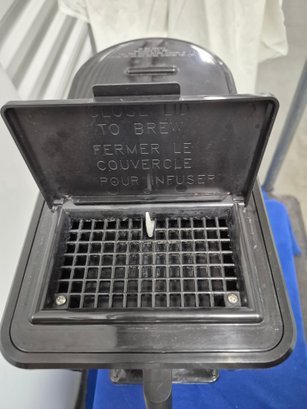 CLOSE LID
TO BREW
FERMER LE
COUVERCLE
POUR INFUSER